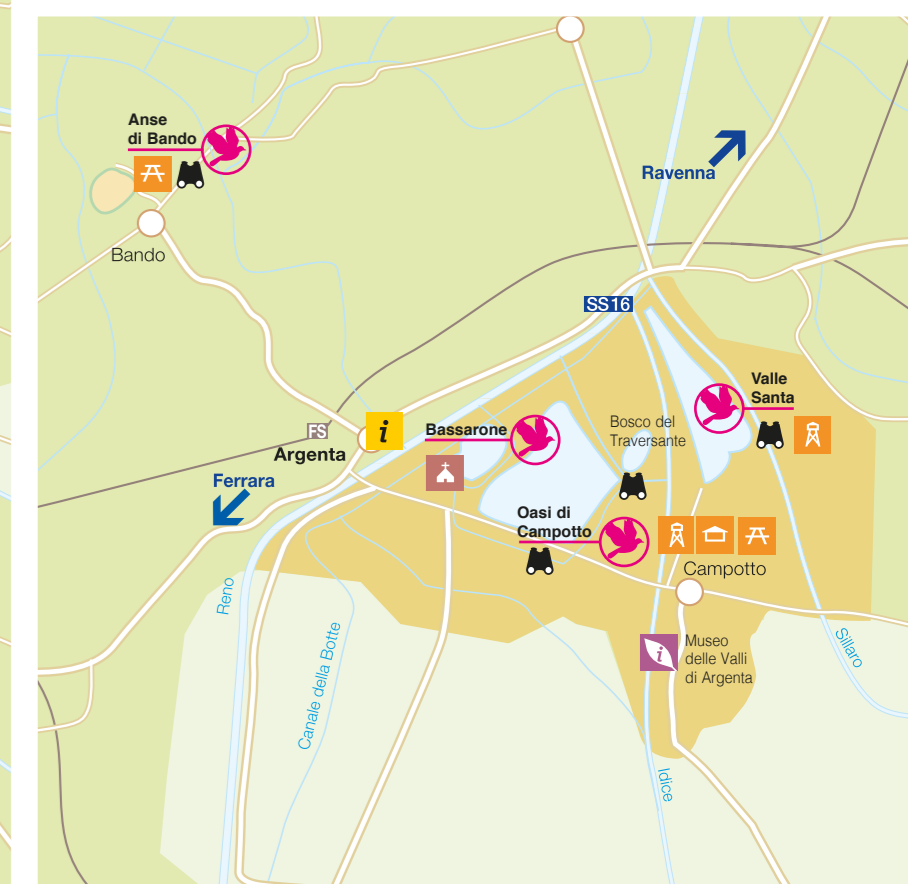 Anse
di Bando
Ravenna
Bando
SS16
Valle
Santa
Bosco del
Traversante
Bassarone
FS
i
Argenta
Ferrara
Oasi di
Campotto
Campotto
Reno
Canale della Botte
Museo
delle Valli
di Argenta
i
Sillaro
Idice